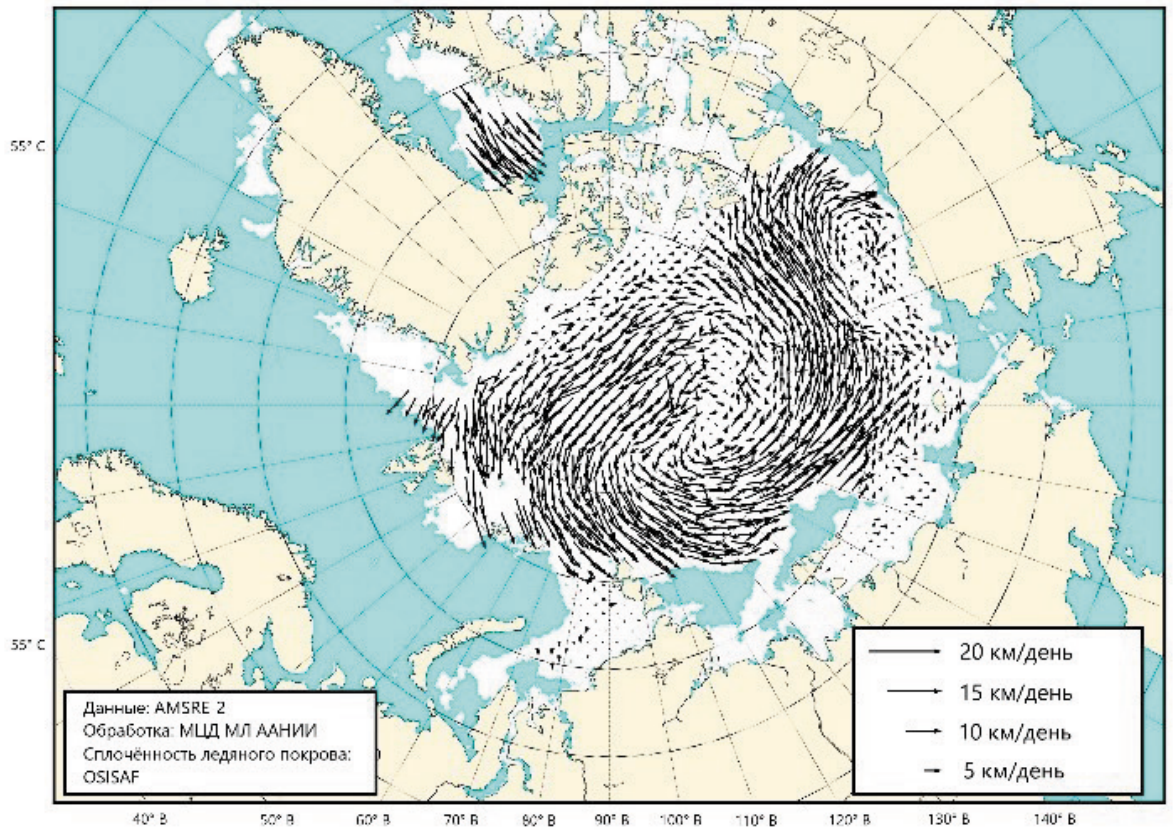 55° С
55° С
20 км/день
15 км/день
10 км/день
5 км/день
Данные: AMSRE 2
Обработка: МЦД МЛ ААНИИ
Сплочённость ледяного покрова:
OSISAF
40° В 50° В 60° В 70° В 80° В 90° В 100° В 110° В 120° В 130° В 140° В